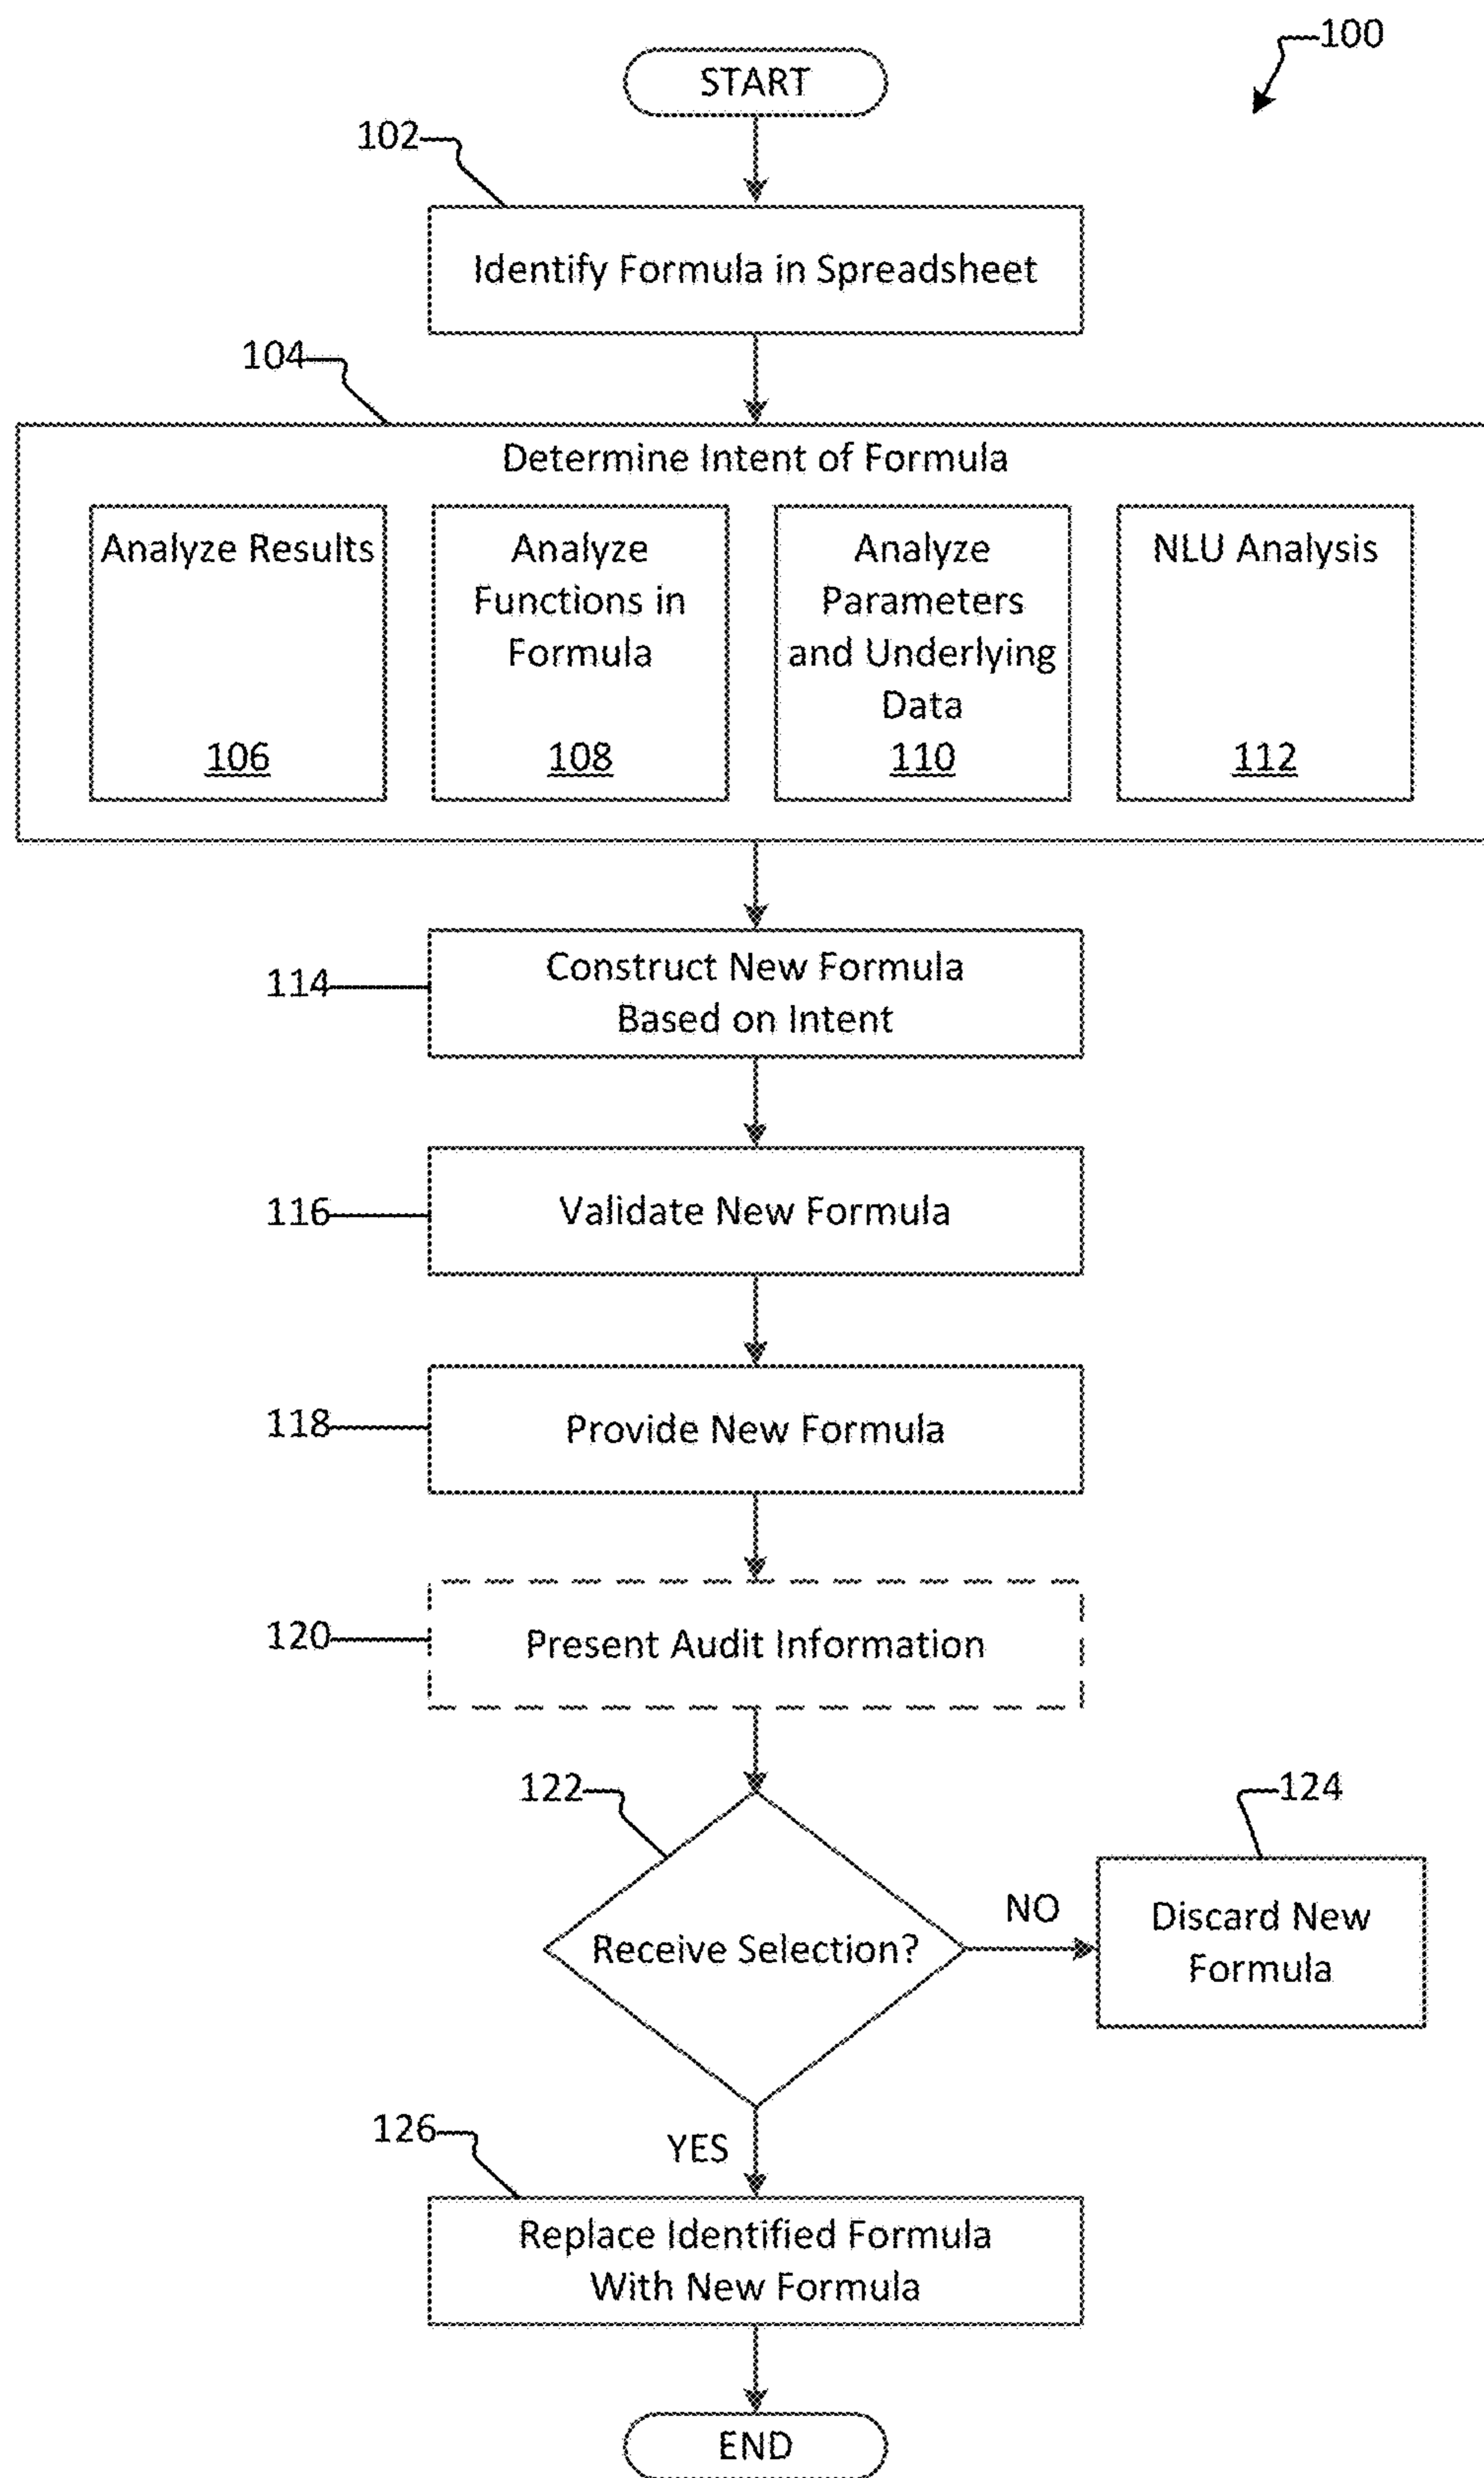 100
START
102
Identify Formula in Spreadsheet
104
Determine Intent of Formula
Analyze Results
106
Analyze
Functions in
Formula
108
Analyze
Parameters
and Underlying
Data
110
NLU Analysis
112
114
Construct New Formula
Based on Intent
116
Validate New Formula
118
Provide New Formula
120
Present Audit Information
122
Receive Selection?
NO
124
Discard New
Formula
YES
126
Replace Identified Formula
With New Formula
END